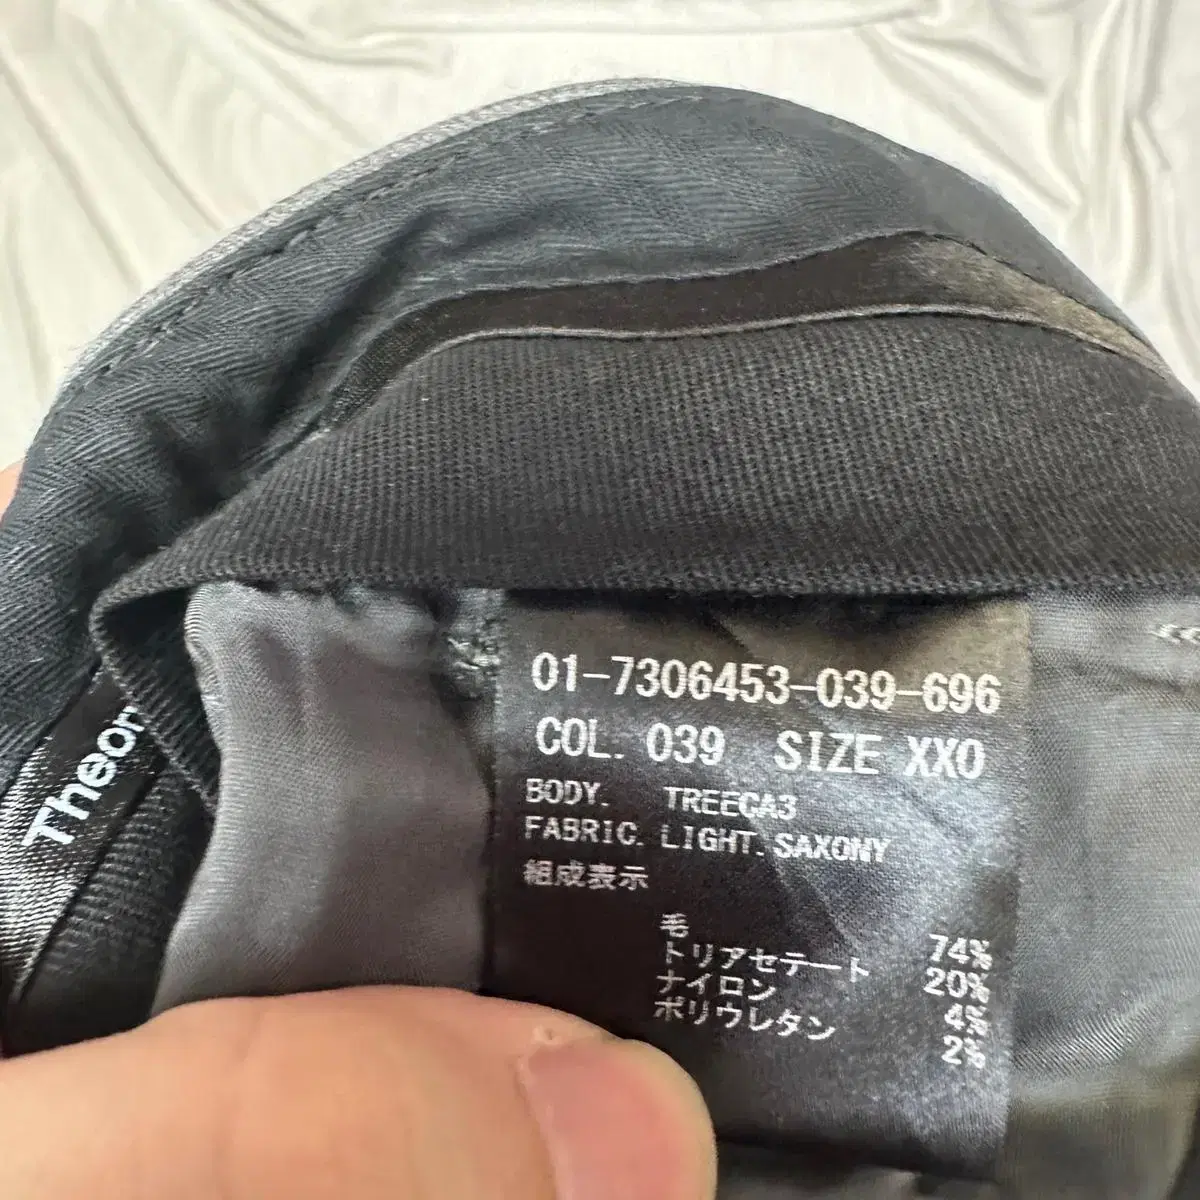 01-7306453-039-696
COL. 039 SIZE XXO
BODY. TREECA3
FABRIC. LIGHT.SAXONY
組成表示
毛 74%
トリアセテート 20%
ナイロン 4%
ポリウレタン 2%
Theory